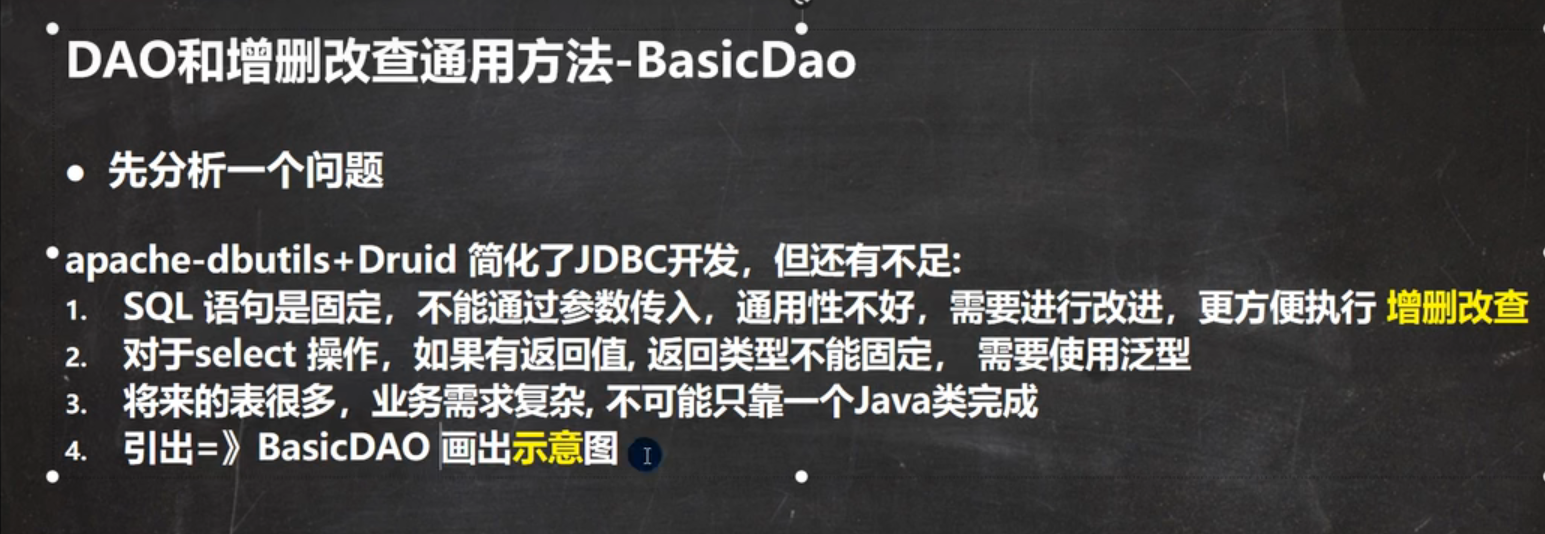 DAO和增删改查通用方法-BasicDao
● 先分析一个问题
apache-dbutils+Druid 简化了JDBC开发，但还有不足:
1. SQL 语句是固定，不能通过参数传入，通用性不好，需要进行改进，更方便执行 增删改查
2. 对于select 操作，如果有返回值, 返回类型不能固定， 需要使用泛型
3. 将来的表很多，业务需求复杂, 不可能只靠一个Java类完成
4. 引出=》BasicDAO 画出示意图